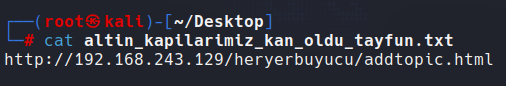 ┌──(root㉿kali)-[~/Desktop]
└─# cat altin_kapilarimiz_kan_oldu_tayfun.txt
http://192.168.243.129/heryerbuyucu/addtopic.html